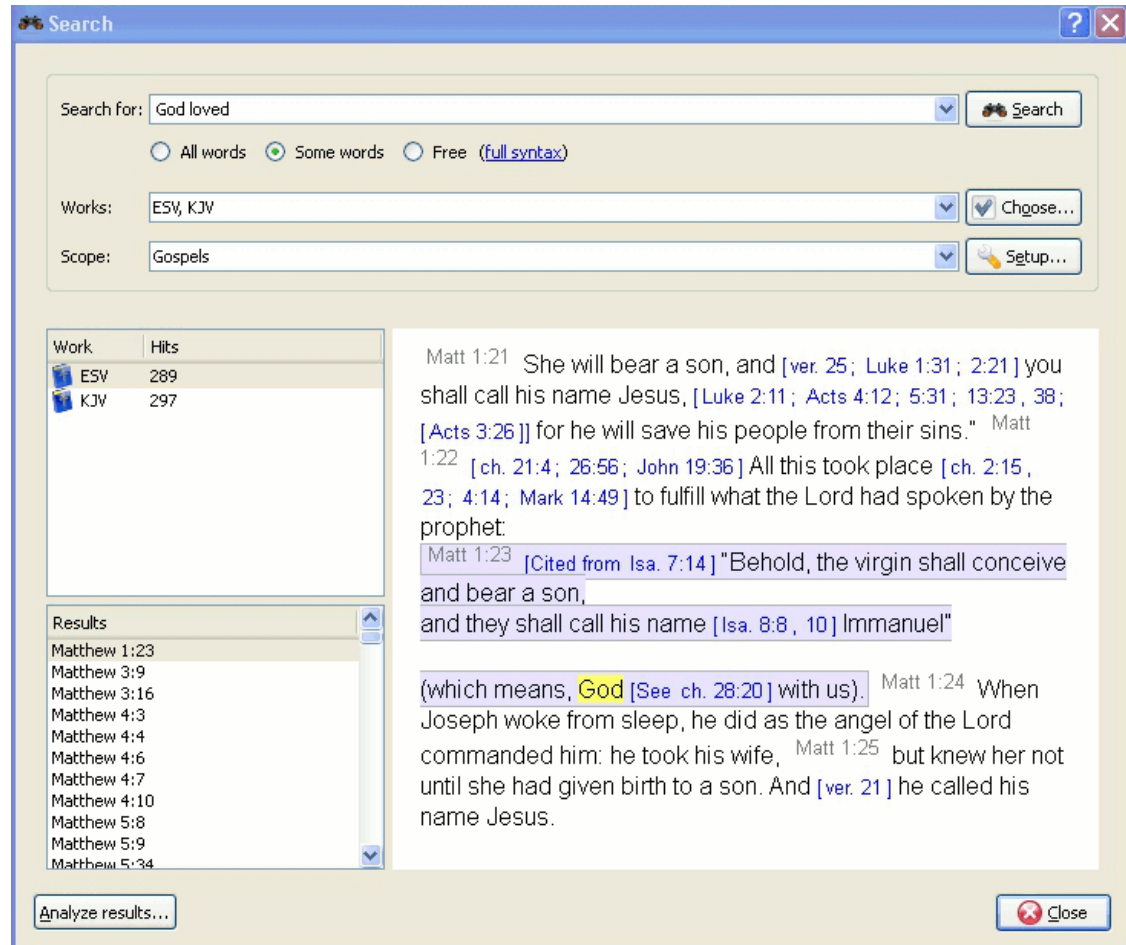 Search
Search for: God loved Search
All words Some words Free (full syntax)
Works: ESV, KJV Choose...
Scope: Gospels Setup...
Work Hits
ESV 289
KJV 297
Results
Matthew 1:23
Matthew 3:9
Matthew 3:16
Matthew 4:3
Matthew 4:4
Matthew 4:6
Matthew 4:7
Matthew 4:10
Matthew 5:8
Matthew 5:9
Matthew 5:34
Matt 1:21 She will bear a son, and [ver. 25; Luke 1:31; 2:21] you
shall call his name Jesus, [Luke 2:11; Acts 4:12; 5:31; 13:23, 38;
[Acts 3:26]] for he will save his people from their sins." Matt
1:22 [ch. 21:4; 26:56; John 19:36] All this took place [ch. 2:15,
23; 4:14; Mark 14:49] to fulfill what the Lord had spoken by the
prophet:
Matt 1:23 [Cited from Isa. 7:14] "Behold, the virgin shall conceive
and bear a son,
and they shall call his name [Isa. 8:8, 10] Immanuel"
(which means, God [See ch. 28:20] with us). Matt 1:24 When
Joseph woke from sleep, he did as the angel of the Lord
commanded him: he took his wife, Matt 1:25 but knew her not
until she had given birth to a son. And [ver. 21] he called his
name Jesus.
Analyze results... Close